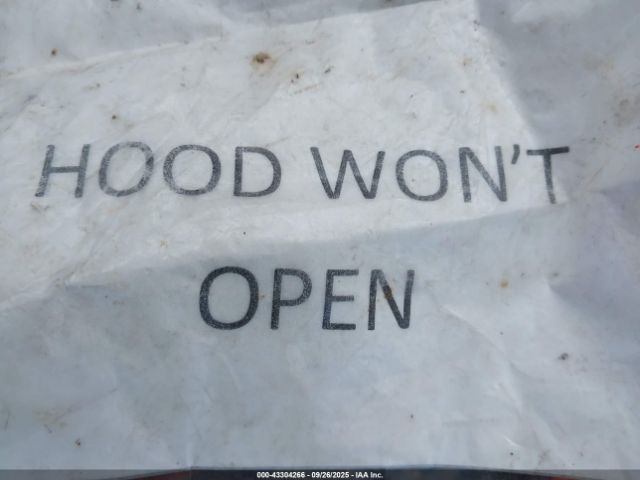 HOOD WON'T
OPEN
000-43304266 - 09/26/2025 - IAA Inc.